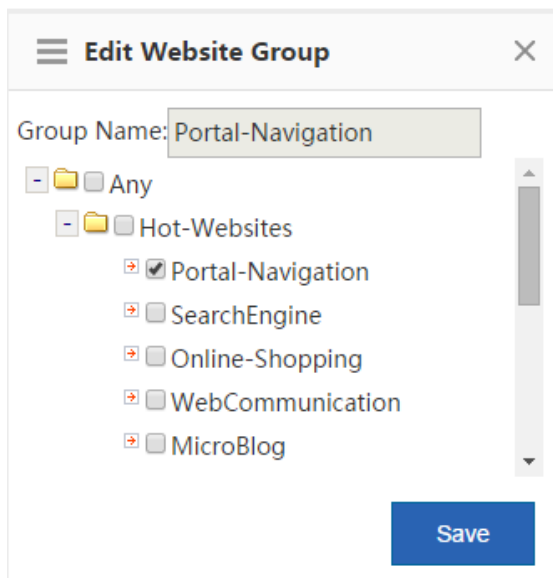 Edit Website Group
Group Name: Portal-Navigation
Any
Hot-Websites
Portal-Navigation
SearchEngine
Online-Shopping
WebCommunication
MicroBlog
Save